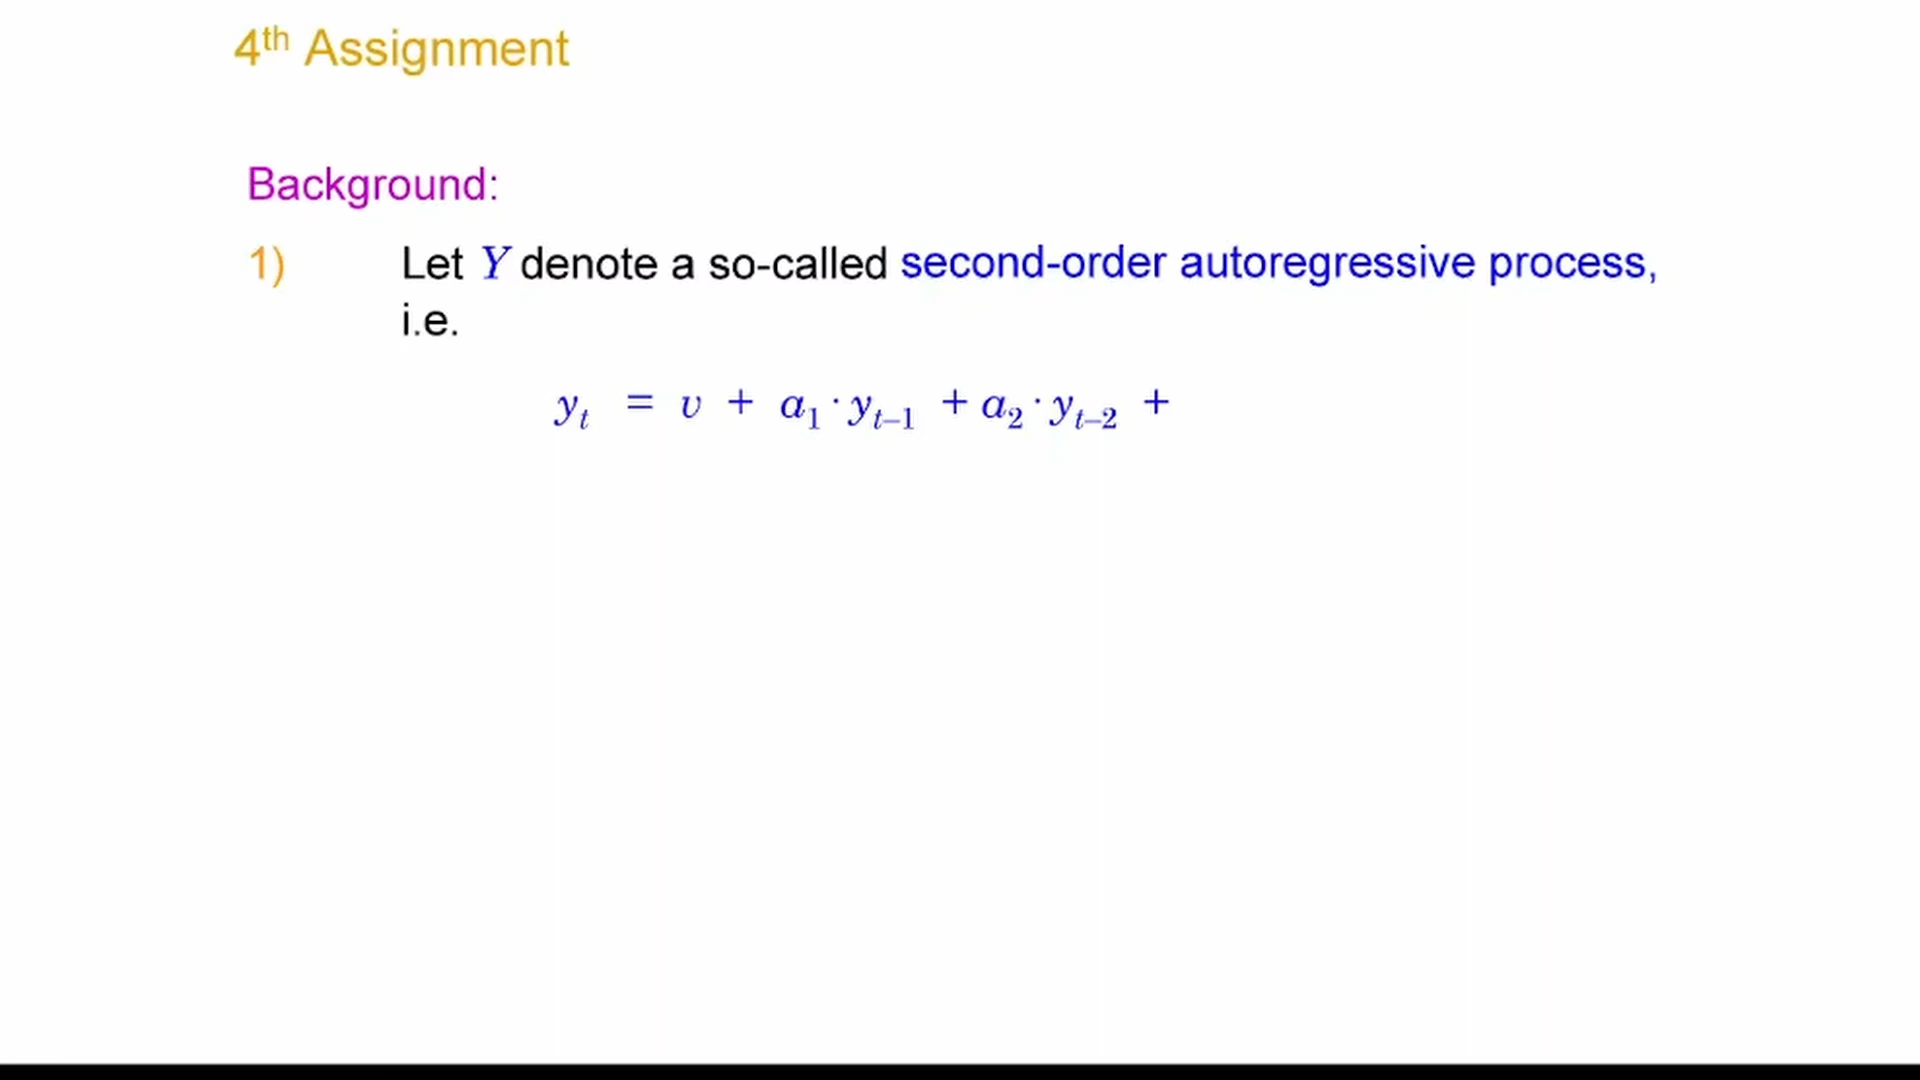 4th Assignment
Background:
1) Let Y denote a so-called second-order autoregressive process,
i.e.
yₜ = υ + a₁ · yₜ₋₁ + a₂ · yₜ₋₂ +